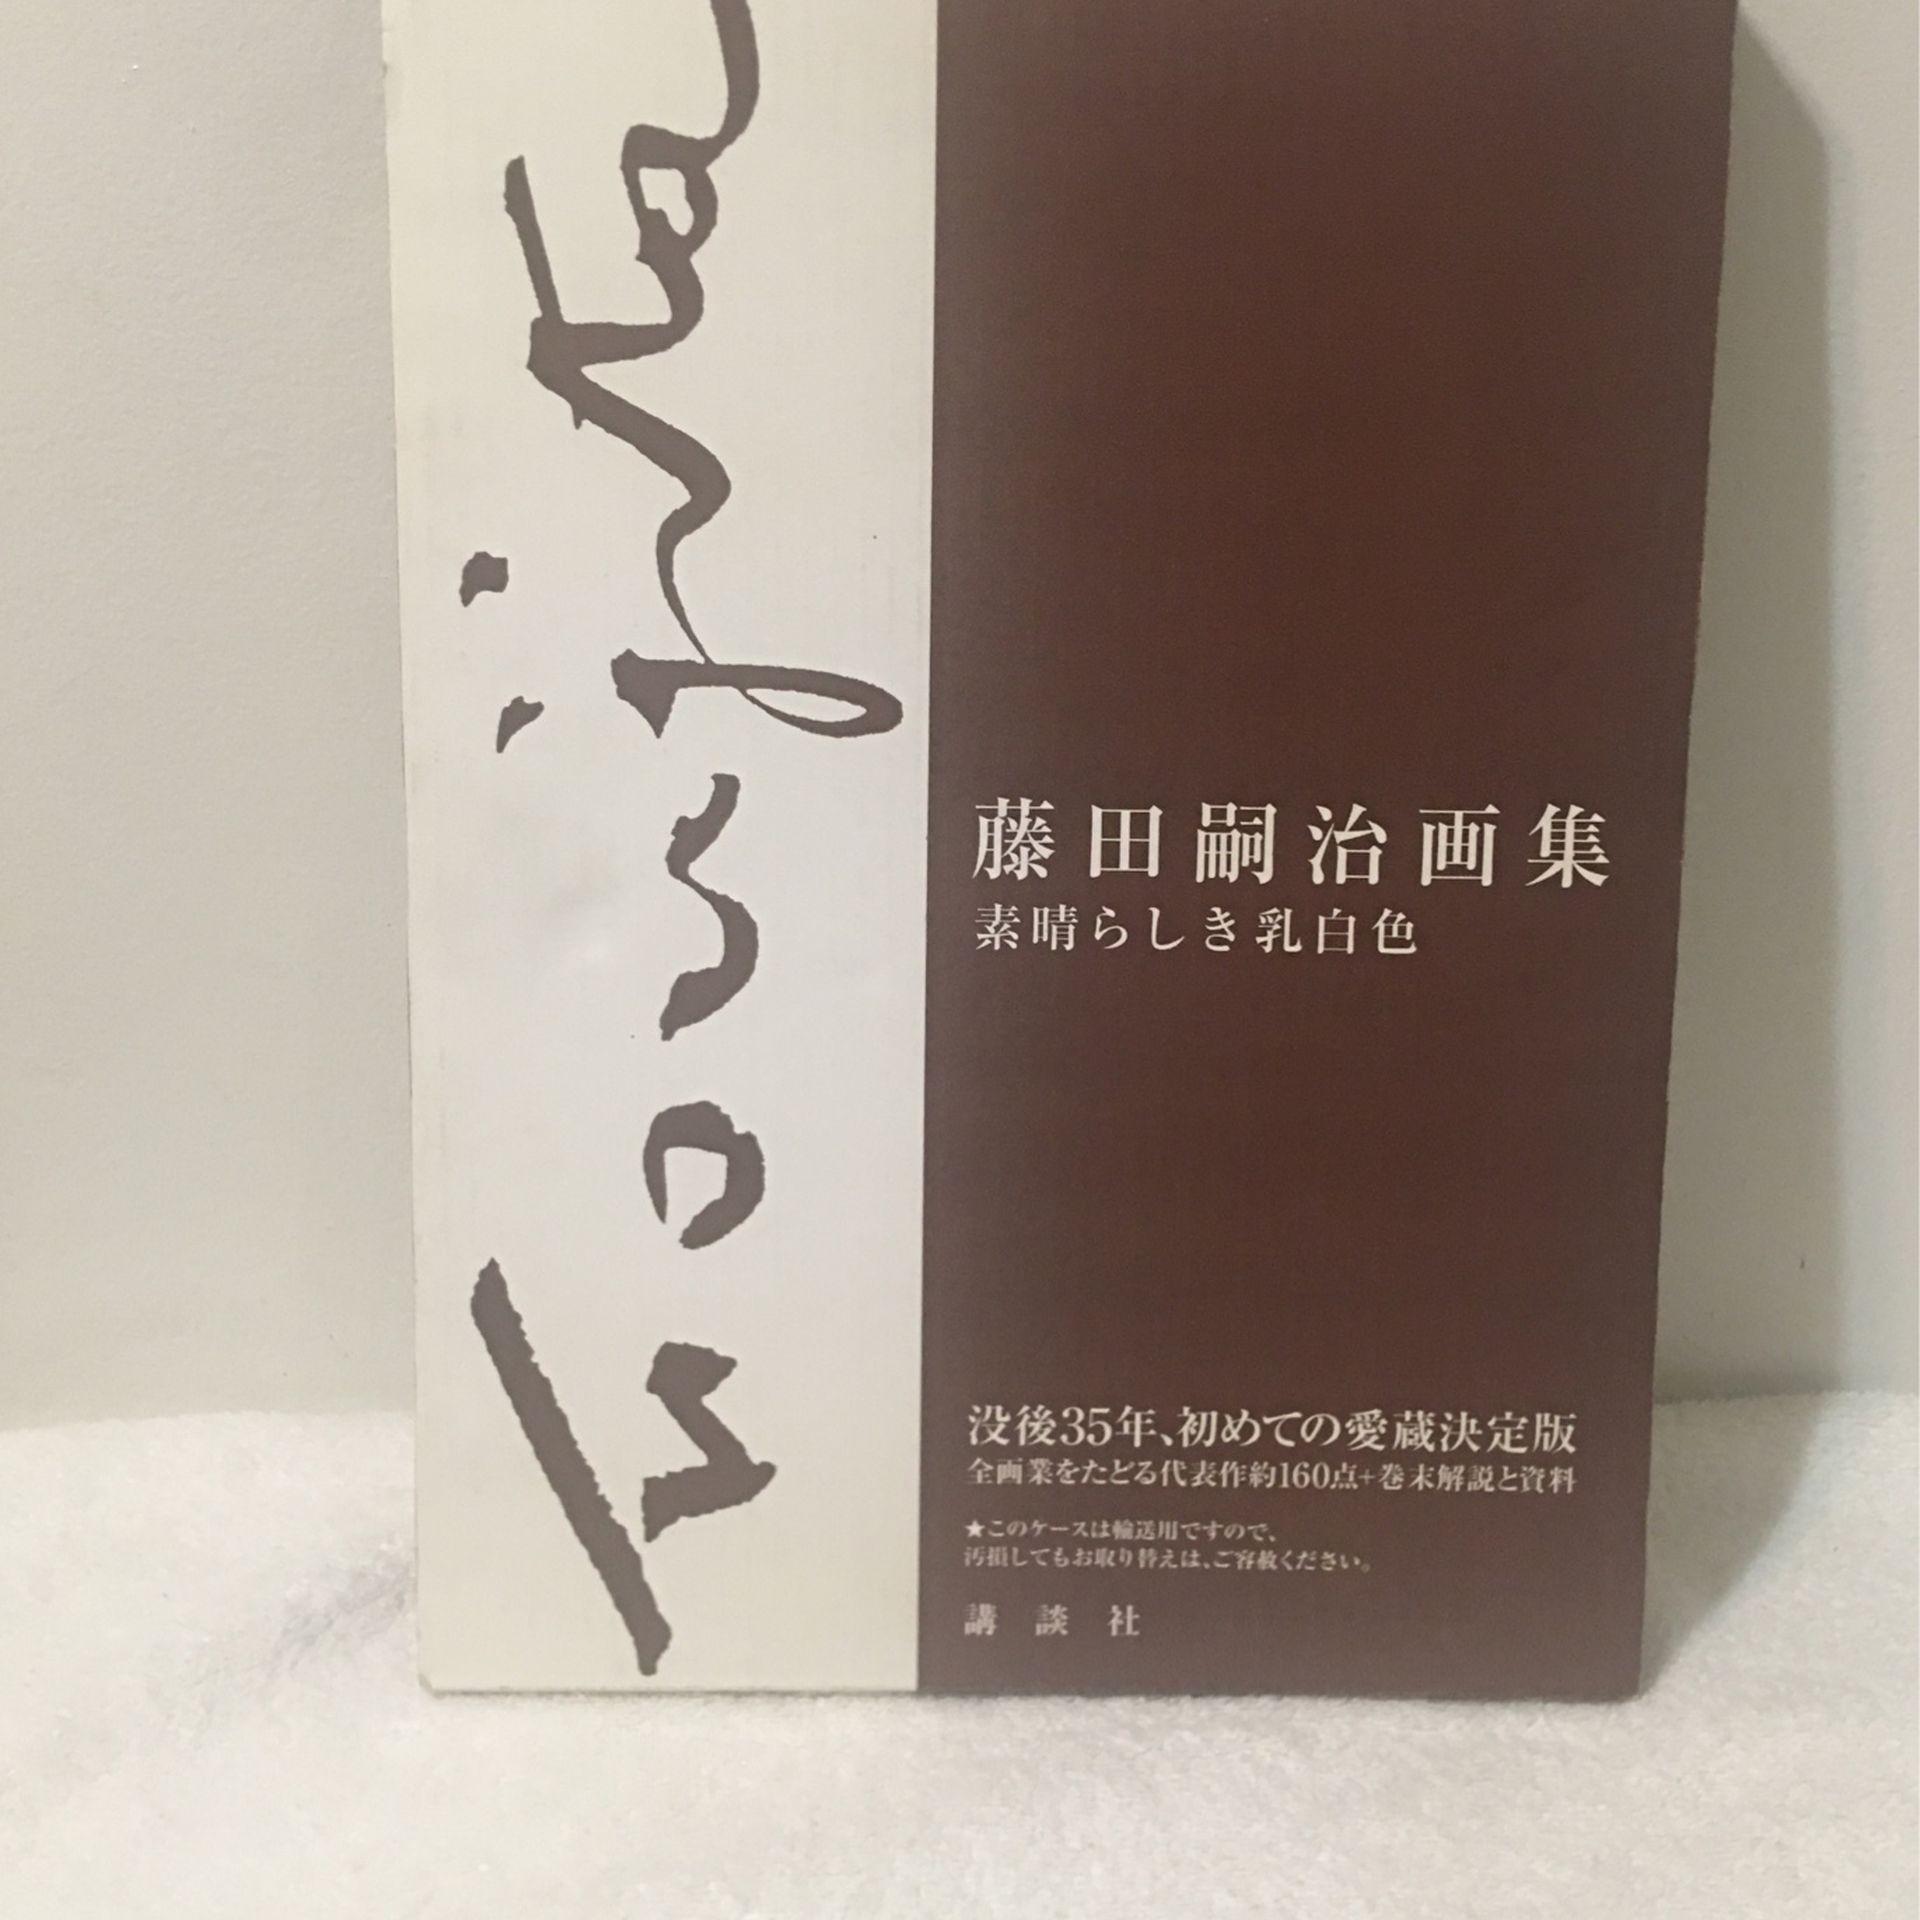 藤田嗣治画集
素晴らしき乳白色
没後35年、初めての愛蔵決定版
全画業をたどる代表作約160点+巻末解説と資料
★このケースは輸送用ですので、
汚損してもお取り替えは、ご容赦ください。
講談社